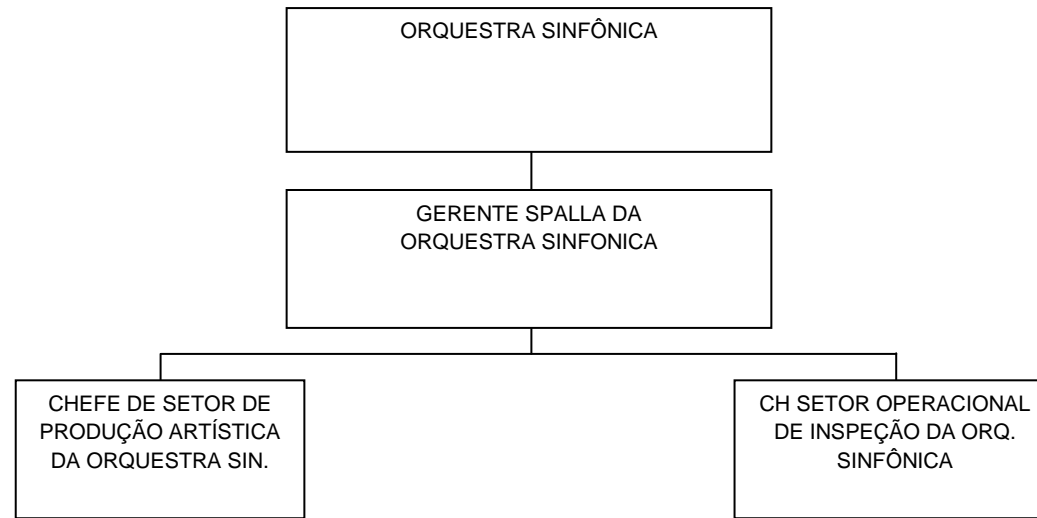 ORQUESTRA SINFÔNICA
GERENTE SPALLA DA
ORQUESTRA SINFONICA
CHEFE DE SETOR DE
PRODUÇÃO ARTÍSTICA
DA ORQUESTRA SIN.
CH SETOR OPERACIONAL
DE INSPEÇÃO DA ORQ.
SINFÔNICA